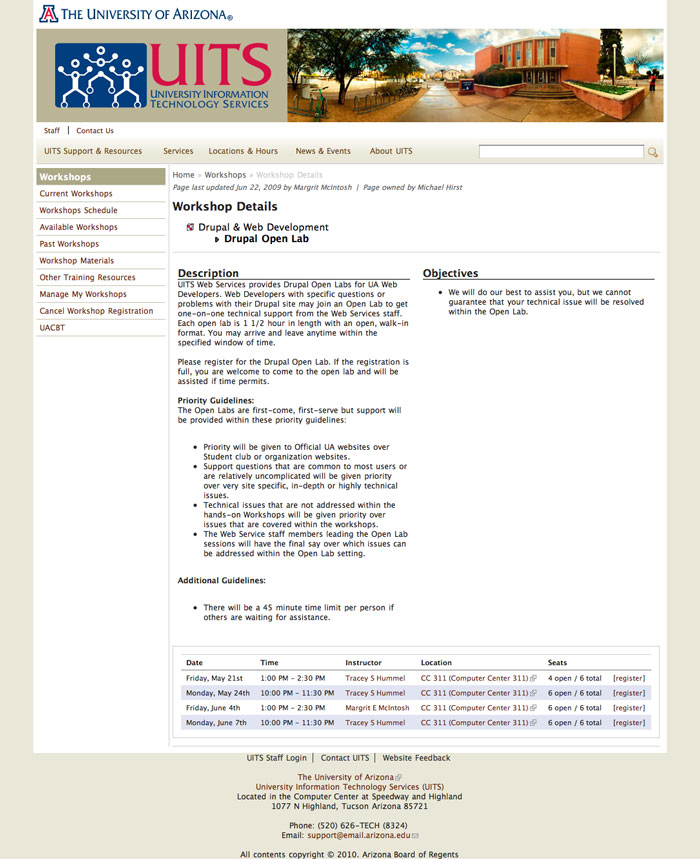 THE UNIVERSITY OF ARIZONA®
UITS
UNIVERSITY INFORMATION
TECHNOLOGY SERVICES
Staff | Contact Us
UITS Support & Resources Services Locations & Hours News & Events About UITS
Workshops
Current Workshops
Workshops Schedule
Available Workshops
Past Workshops
Workshop Materials
Other Training Resources
Manage My Workshops
Cancel Workshop Registration
UACBT
Home » Workshops » Workshop Details
Page last updated Jun 22, 2009 by Margrit McIntosh | Page owned by Michael Hirst
Workshop Details
Drupal & Web Development
Drupal Open Lab
Description
UITS Web Services provides Drupal Open Labs for UA Web
Developers. Web Developers with specific questions or
problems with their Drupal site may join an Open Lab to get
one-on-one technical support from the Web Services staff.
Each open lab is 1 1/2 hour in length with an open, walk-in
format. You may arrive and leave anytime within the
specified window of time.
Please register for the Drupal Open Lab. If the registration is
full, you are welcome to come to the open lab and will be
assisted if time permits.
Priority Guidelines:
The Open Labs are first-come, first-serve but support will
be provided within these priority guidelines:
• Priority will be given to Official UA websites over
Student club or organization websites.
• Support questions that are common to most users or
are relatively uncomplicated will be given priority
over very site specific, in-depth or highly technical
issues.
• Technical issues that are not addressed within the
hands-on Workshops will be given priority over
issues that are covered within the workshops.
• The Web Service staff members leading the Open Lab
sessions will have the final say over which issues can
be addressed within the Open Lab setting.
Additional Guidelines:
• There will be a 45 minute time limit per person if
others are waiting for assistance.
Objectives
• We will do our best to assist you, but we cannot
guarantee that your technical issue will be resolved
within the Open Lab.
Date Time Instructor Location Seats
Friday, May 21st 1:00 PM - 2:30 PM Tracey S Hummel CC 311 (Computer Center 311) 4 open / 6 total [register]
Monday, May 24th 10:00 PM - 11:30 PM Tracey S Hummel CC 311 (Computer Center 311) 6 open / 6 total [register]
Friday, June 4th 1:00 PM - 2:30 PM Margrit E McIntosh CC 311 (Computer Center 311) 6 open / 6 total [register]
Monday, June 7th 10:00 PM - 11:30 PM Tracey S Hummel CC 311 (Computer Center 311) 6 open / 6 total [register]
UITS Staff Login | Contact UITS | Website Feedback
The University of Arizona
University Information Technology Services (UITS)
Located in the Computer Center at Speedway and Highland
1077 N Highland, Tucson Arizona 85721
Phone: (520) 626-TECH (8324)
Email: support@email.arizona.edu
All contents copyright © 2010. Arizona Board of Regents